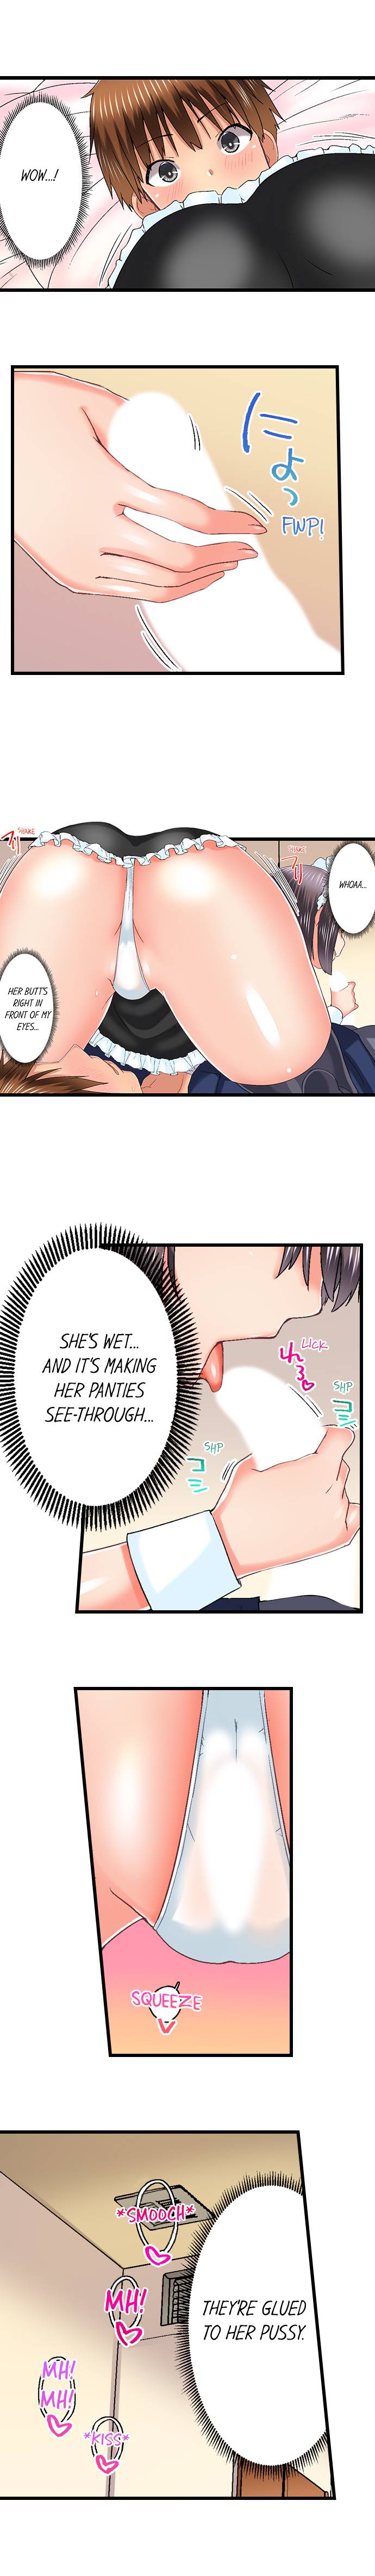 WOW...!
にょっ
FWP!
SHAKE
SHAKE
WHOAA...
HER BUTT'S
RIGHT IN
FRONT OF MY
EYES...
SHE'S WET...
AND IT'S MAKING
HER PANTIES
SEE-THROUGH...
LICK
SHP
SHP
コシ
SQUEEZE
*SMOOCH*
MH!
THEY'RE GLUED
TO HER PUSSY.
MH!
MH!
*KISS*